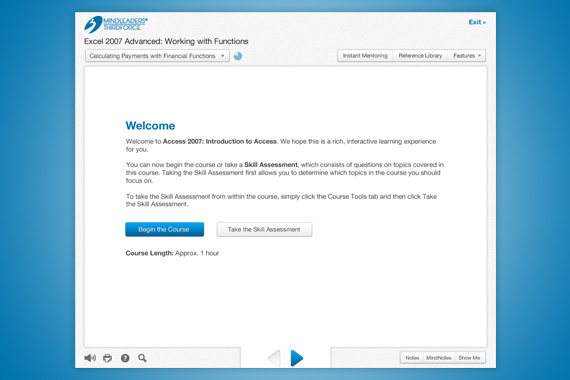 MINDLEADERS®
THIRDFORCE
Exit »
Excel 2007 Advanced: Working with Functions
Calculating Payments with Financial Functions
Instant Mentoring
Reference Library
Features
Welcome
Welcome to Access 2007: Introduction to Access. We hope this is a rich, interactive learning experience
for you.
You can now begin the course or take a Skill Assessment, which consists of questions on topics covered in
this course. Taking the Skill Assessment first allows you to determine which topics in the course you should
focus on.
To take the Skill Assessment from within the course, simply click the Course Tools tab and then click Take
the Skill Assessment.
Begin the Course
Take the Skill Assessment
Course Length: Approx. 1 hour
?
Notes
MindNotes
Show Me